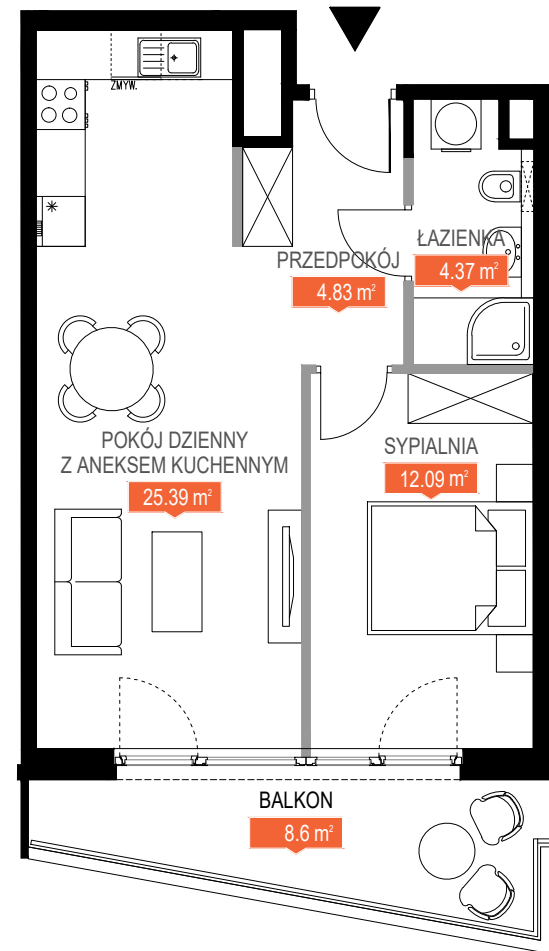 ZMYW.
ŁAZIENKA
4.37 m²
PRZEDPOKÓJ
4.83 m²
POKÓJ DZIENNY
Z ANEKSEM KUCHENNYM
25.39 m²
SYPIALNIA
12.09 m²
BALKON
8.6 m²